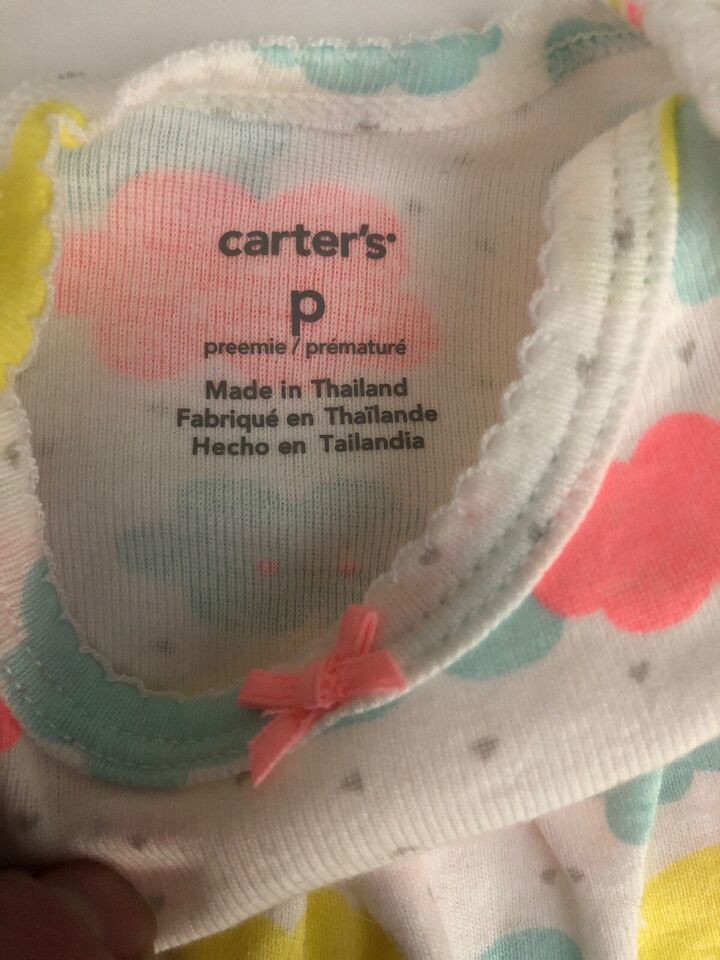 carter's
p
preemie / prématuré
Made in Thailand
Fabriqué en Thaïlande
Hecho en Tailandia